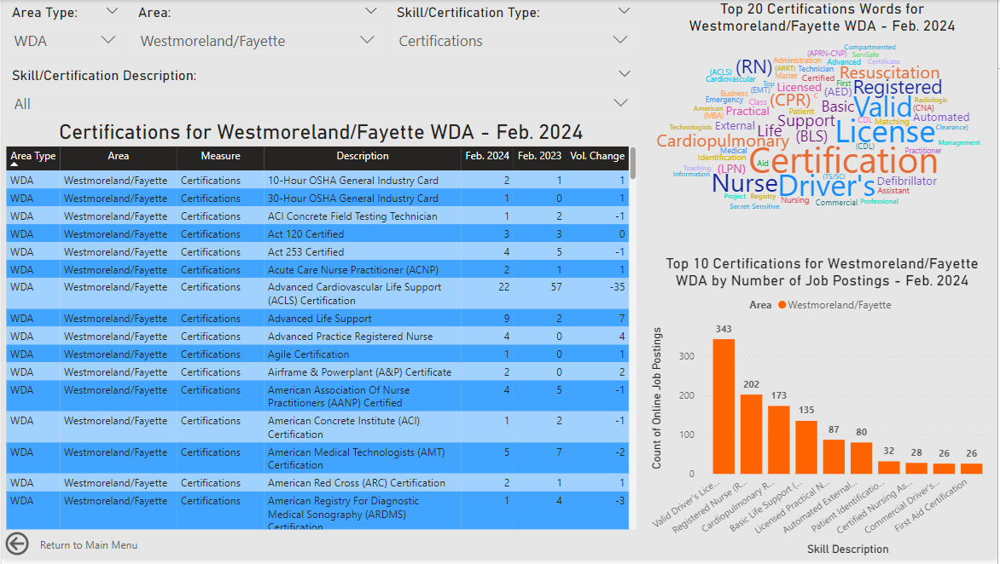 Area Type:
Area:
Skill/Certification Type:
WDA
Westmoreland/Fayette
Certifications
Skill/Certification Description:
All
Certifications for Westmoreland/Fayette WDA - Feb. 2024
Area Type Area Measure Description Feb. 2024 Feb. 2023 Vol. Change
WDA Westmoreland/Fayette Certifications 10-Hour OSHA General Industry Card 2 1 1
WDA Westmoreland/Fayette Certifications 30-Hour OSHA General Industry Card 1 0 1
WDA Westmoreland/Fayette Certifications ACI Concrete Field Testing Technician 1 2 -1
WDA Westmoreland/Fayette Certifications Act 120 Certified 3 3 0
WDA Westmoreland/Fayette Certifications Act 253 Certified 4 5 -1
WDA Westmoreland/Fayette Certifications Acute Care Nurse Practitioner (ACNP) 2 1 1
WDA Westmoreland/Fayette Certifications Advanced Cardiovascular Life Support 22 57 -35
(ACLS) Certification
WDA Westmoreland/Fayette Certifications Advanced Life Support 9 2 7
WDA Westmoreland/Fayette Certifications Advanced Practice Registered Nurse 4 0 4
WDA Westmoreland/Fayette Certifications Agile Certification 1 0 1
WDA Westmoreland/Fayette Certifications Airframe & Powerplant (A&P) Certificate 2 0 2
WDA Westmoreland/Fayette Certifications American Association Of Nurse 4 5 -1
Practitioners (AANP) Certified
WDA Westmoreland/Fayette Certifications American Concrete Institute (ACI) 1 2 -1
Certification
WDA Westmoreland/Fayette Certifications American Medical Technologists (AMT) 5 7 -2
Certification
WDA Westmoreland/Fayette Certifications American Red Cross (ARC) Certification 2 1 1
WDA Westmoreland/Fayette Certifications American Registry For Diagnostic 1 4 -3
Medical Sonography (ARDMS)
Certification
Return to Main Menu
Top 20 Certifications Words for
Westmoreland/Fayette WDA - Feb. 2024
Compartmented
(APRN-CNP) ServSafe
Administration Advanced Certificate
(RN)
(ACLS) (ARRT) Technician Resuscitation
Cardiovascular Master Certified
Top Licensed First Registered
Business (EMT) (AED)
Emergency Class (CPR) C Valid Radiologic
American Practical Patient Basic (CNA)
(MBA) Support CDL Matching Automated
Technologists External Life License Clearance)
Cardiopulmonary (BLS) Management
Medical (CDL) Practitioner
Identification Aid Certification
Teaching (LPN)
Information Nurse Driver's (TS/SCI Defibrillator
Assistant
Project Registry Nursing Commercial Professional
Secret-Sensitive
Top 10 Certifications for Westmoreland/Fayette
WDA by Number of Job Postings - Feb. 2024
Area Westmoreland/Fayette
Count of Online Job Postings
300
200
100
0
343
202
173
135
87
80
32
28
26
26
Valid Driver's Lice...
Registered Nurse (R...
Cardiopulmonary R...
Basic Life Support (...
Licensed Practical N...
Automated External...
Patient Identificatio...
Certified Nursing As...
Commercial Driver's...
First Aid Certification
Skill Description